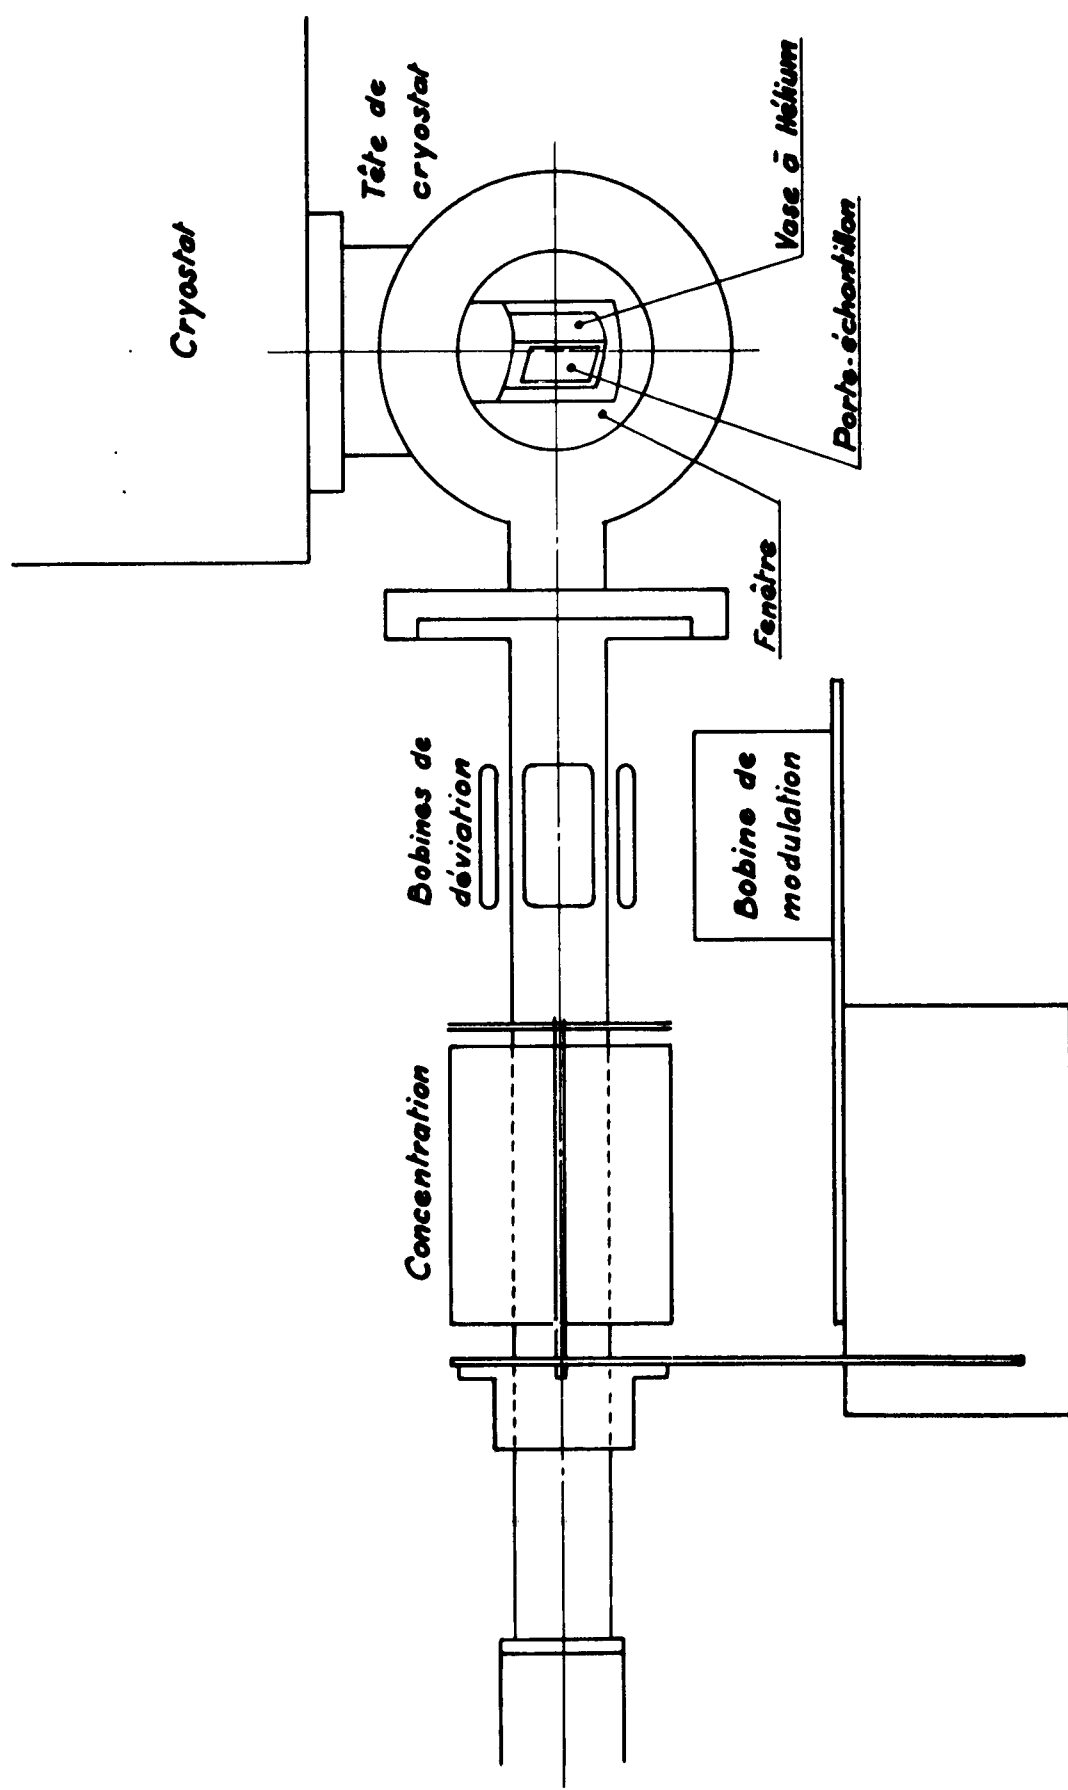 Cryostat
Tête de
cryostat
Vase à Hélium
Porte-échantillon
Fenêtre
Bobines de
déviation
Bobine de
modulation
Concentration